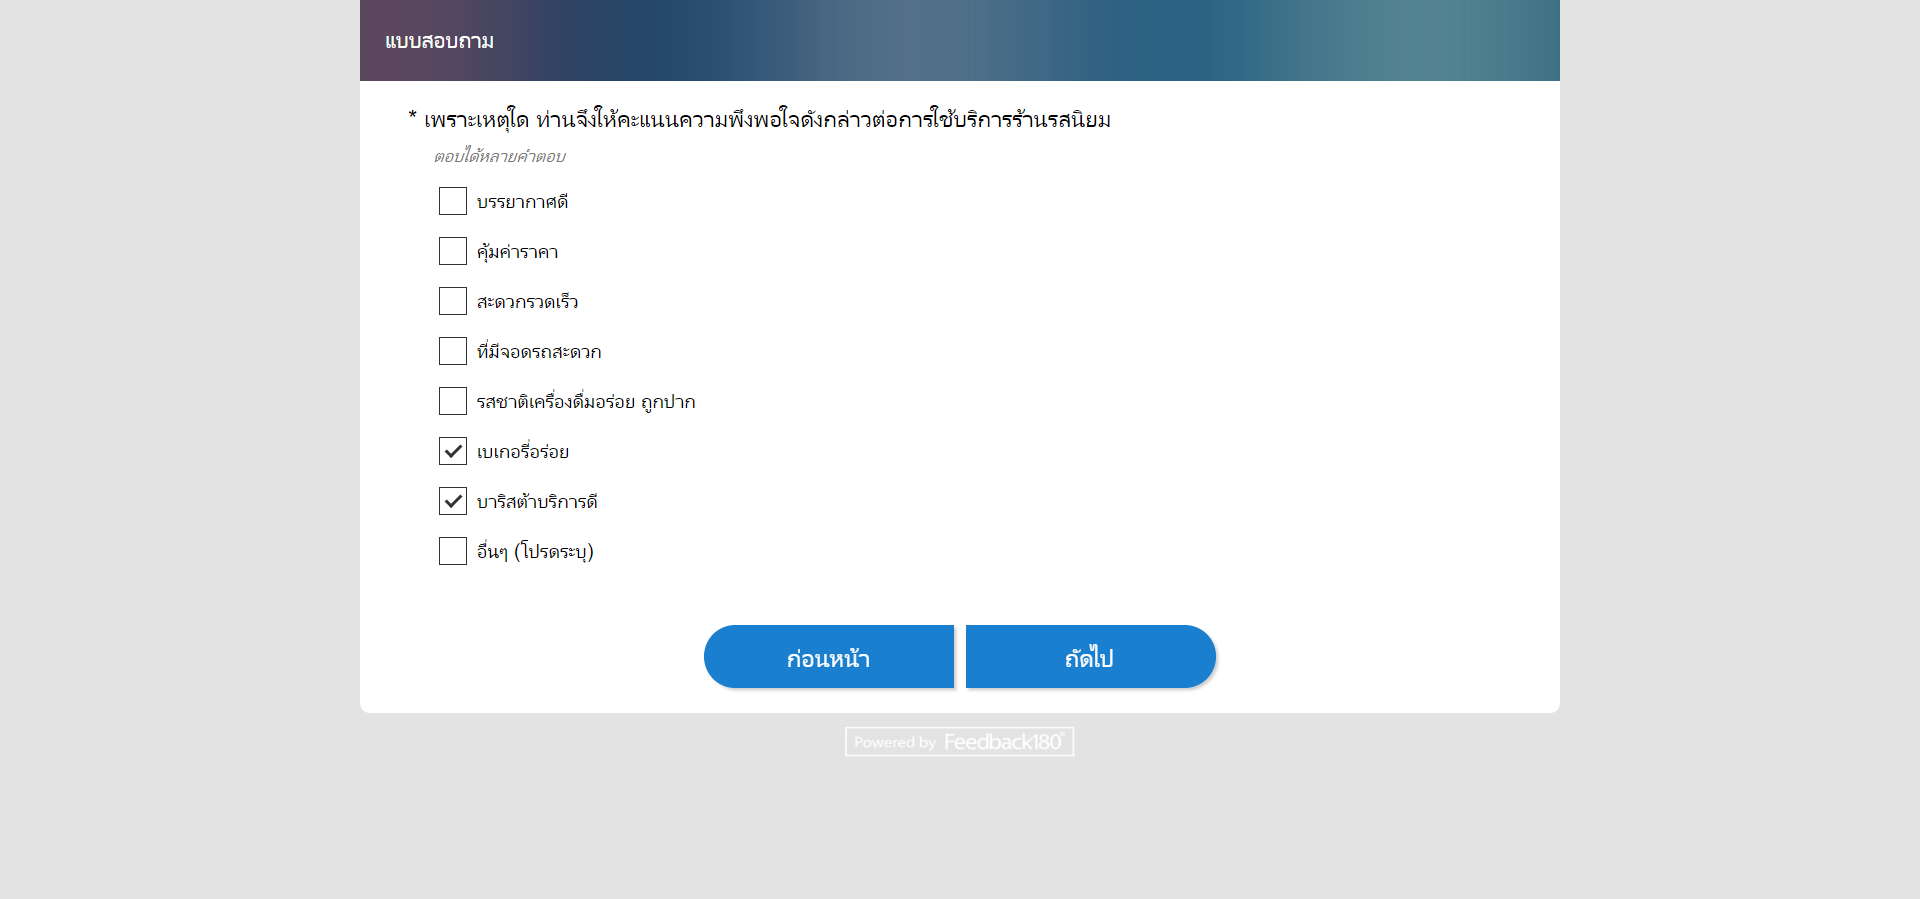 แบบสอบถาม
* เพราะเหตุใด ท่านจึงให้คะแนนความพึงพอใจดังกล่าวต่อการใช้บริการร้านรสนิยม
ตอบได้หลายคำตอบ
บรรยากาศดี
คุ้มค่าราคา
สะดวกรวดเร็ว
ที่มีจอดรถสะดวก
รสชาติเครื่องดื่มอร่อย ถูกปาก
เบเกอรี่อร่อย
บาริสต้าบริการดี
อื่นๆ (โปรดระบุ)
ก่อนหน้า ถัดไป
Powered by Feedback180°